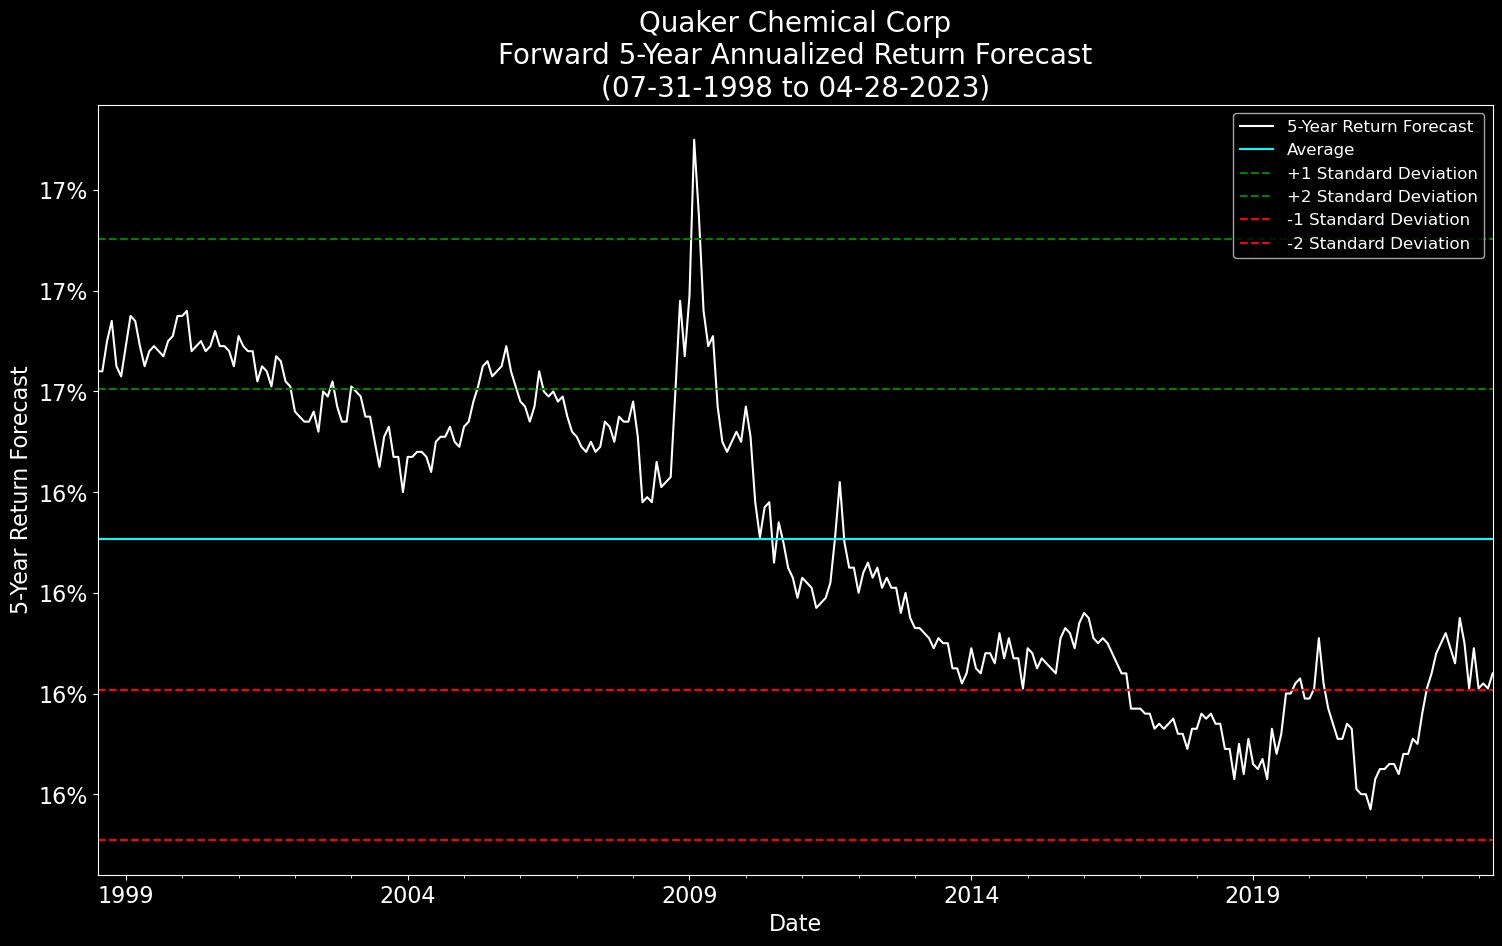 Quaker Chemical Corp
Forward 5-Year Annualized Return Forecast
(07-31-1998 to 04-28-2023)
5-Year Return Forecast
Average
+1 Standard Deviation
+2 Standard Deviation
-1 Standard Deviation
-2 Standard Deviation
17%
17%
17%
16%
16%
16%
16%
5-Year Return Forecast
1999 2004 2009 2014 2019
Date